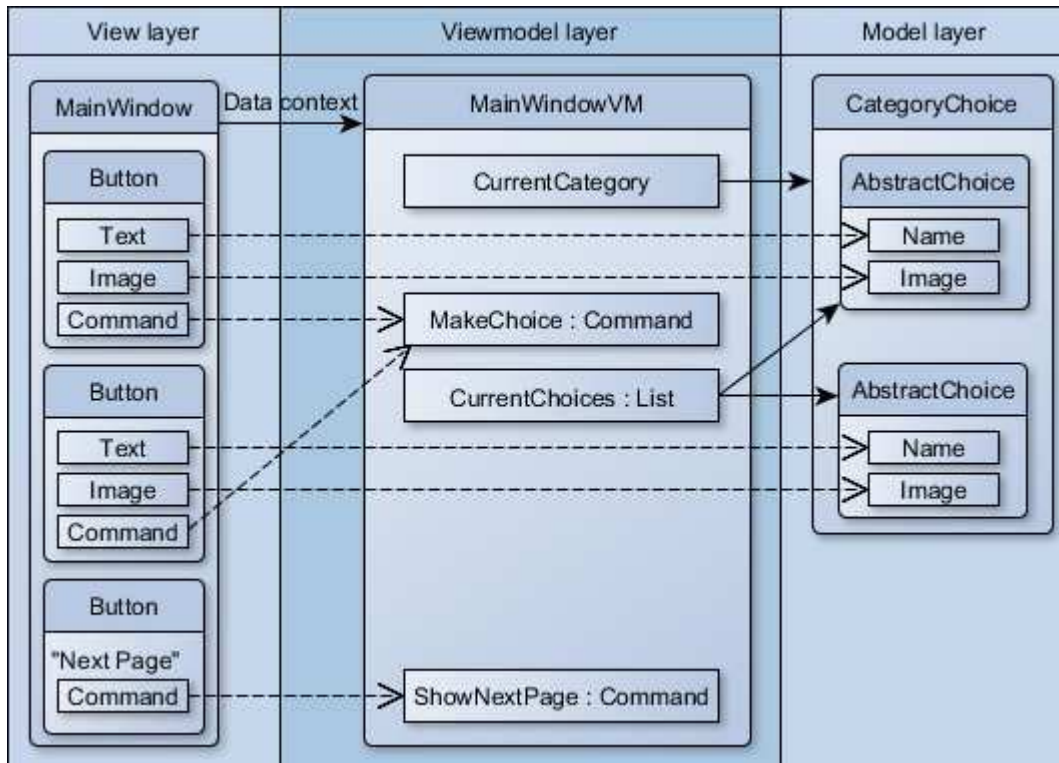 View layer
Viewmodel layer
Model layer
MainWindow
Data context
MainWindowVM
CategoryChoice
Button
Text
Image
Command
Button
Text
Image
Command
Button
"Next Page"
Command
CurrentCategory
MakeChoice : Command
CurrentChoices : List
ShowNextPage : Command
AbstractChoice
Name
Image
AbstractChoice
Name
Image